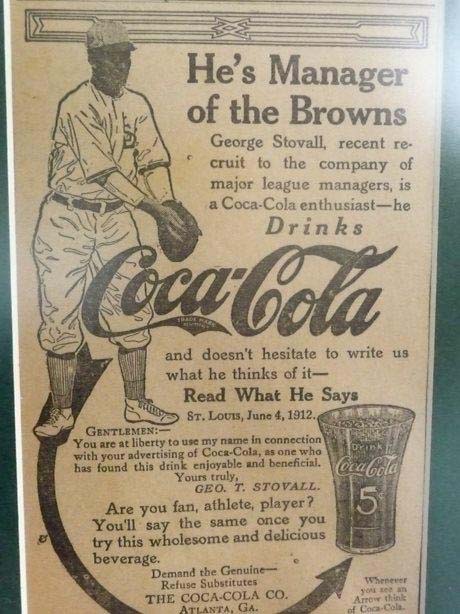 He's Manager
of the Browns
George Stovall, recent re-
cruit to the company of
major league managers, is
a Coca-Cola enthusiast—he
Drinks
Coca-Cola
TRADE MARK
and doesn't hesitate to write us
what he thinks of it—
Read What He Says
ST. LOUIS, June 4, 1912.
GENTLEMEN:—
You are at liberty to use my name in connection
with your advertising of Coca-Cola, as one who
has found this drink enjoyable and beneficial.
Yours truly,
GEO. T. STOVALL.
Are you fan, athlete, player?
You'll say the same once you
try this wholesome and delicious
beverage.
Demand the Genuine—
Refuse Substitutes
THE COCA-COLA CO.
ATLANTA, GA.
Drink
Coca-Cola
5¢
Whenever
you see an
Arrow think
of Coca-Cola.